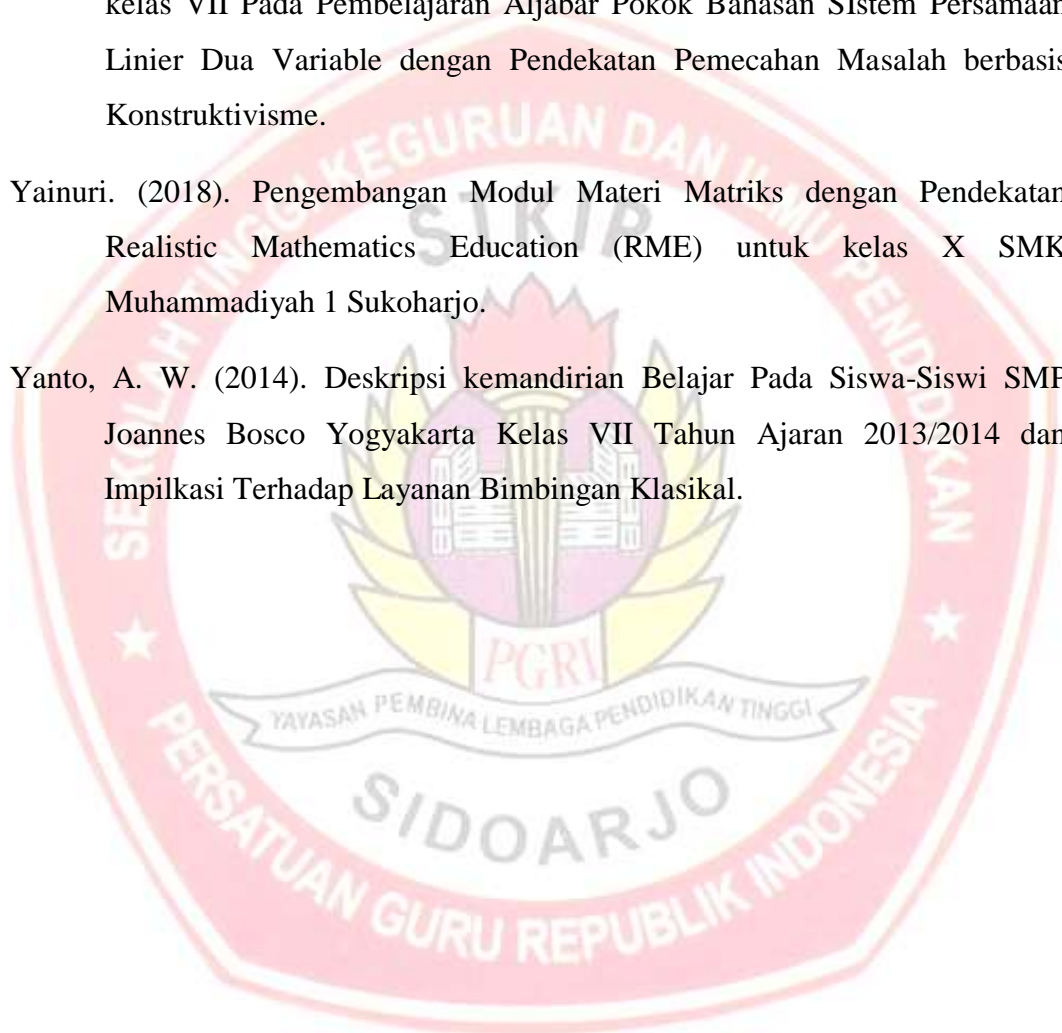 kelas VII Pada Pembelajaran Aljabar Pokok Bahasan SIstem Persamaan
Linier Dua Variable dengan Pendekatan Pemecahan Masalah berbasis
Konstruktivisme.
Yainuri. (2018). Pengembangan Modul Materi Matriks dengan Pendekatan
Realistic Mathematics Education (RME) untuk kelas X SMK
Muhammadiyah 1 Sukoharjo.
Yanto, A. W. (2014). Deskripsi kemandirian Belajar Pada Siswa-Siswi SMP
Joannes Bosco Yogyakarta Kelas VII Tahun Ajaran 2013/2014 dan
Impilkasi Terhadap Layanan Bimbingan Klasikal.
SEKOLAH TINGGI KEGURUAN DAN ILMU PENDIDIKAN
STKIP
PGRI
YAYASAN PEMBINA LEMBAGA PENDIDIKAN TINGGI
SIDOARJO
PERSATUAN GURU REPUBLIK INDONESIA